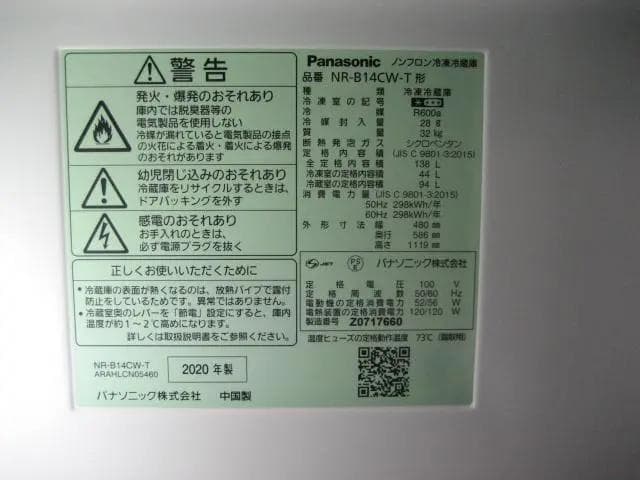 警告
発火・爆発のおそれあり
庫内では脱臭器等の
電気製品を使用しない
冷媒が漏れていると電気製品の接点
の火花による着火・着火による爆発
のおそれあり
幼児閉じ込みのおそれあり
冷蔵庫をリサイクルするときは、
ドアパッキングを外す
感電のおそれあり
お手入れのときは、
必ず電源プラグを抜く
正しくお使いいただくために
・冷蔵庫の表面が熱くなるのは、放熱パイプで露付
防止をしているためです。異常ではありません。
・冷蔵室奥のレバーを「節電」設定にすると、庫内
温度が約1〜2℃高めになります。
詳しくは取扱説明書をご参照ください。
NR-B14CW-T
ARAHLCN05460
2020年製
パナソニック株式会社 中国製
Panasonic ノンフロン冷凍冷蔵庫
品番 NR-B14CW-T形
種類 冷凍冷蔵庫
冷凍室の記号
冷媒 R600a
冷媒封入量 28g
質量 32kg
断熱発泡ガス シクロペンタン
定格内容積 (JIS C 9801-3:2015)
全定格内容積 138 L
冷凍室の定格内容積 44 L
冷蔵室の定格内容積 94 L
消費電力量 (JIS C 9801-3:2015)
50Hz 298kWh/年
60Hz 298kWh/年
外形寸法幅 480 mm
奥行 586 mm
高さ 1119 mm
JET PS E パナソニック株式会社
定格電圧 100 V
定格周波数 50/60 Hz
電動機の定格消費電力 52/56 W
電熱装置の定格消費電力 120/120 W
製造番号 Z0717660
温度ヒューズの定格動作温度 73℃ (霜取用)